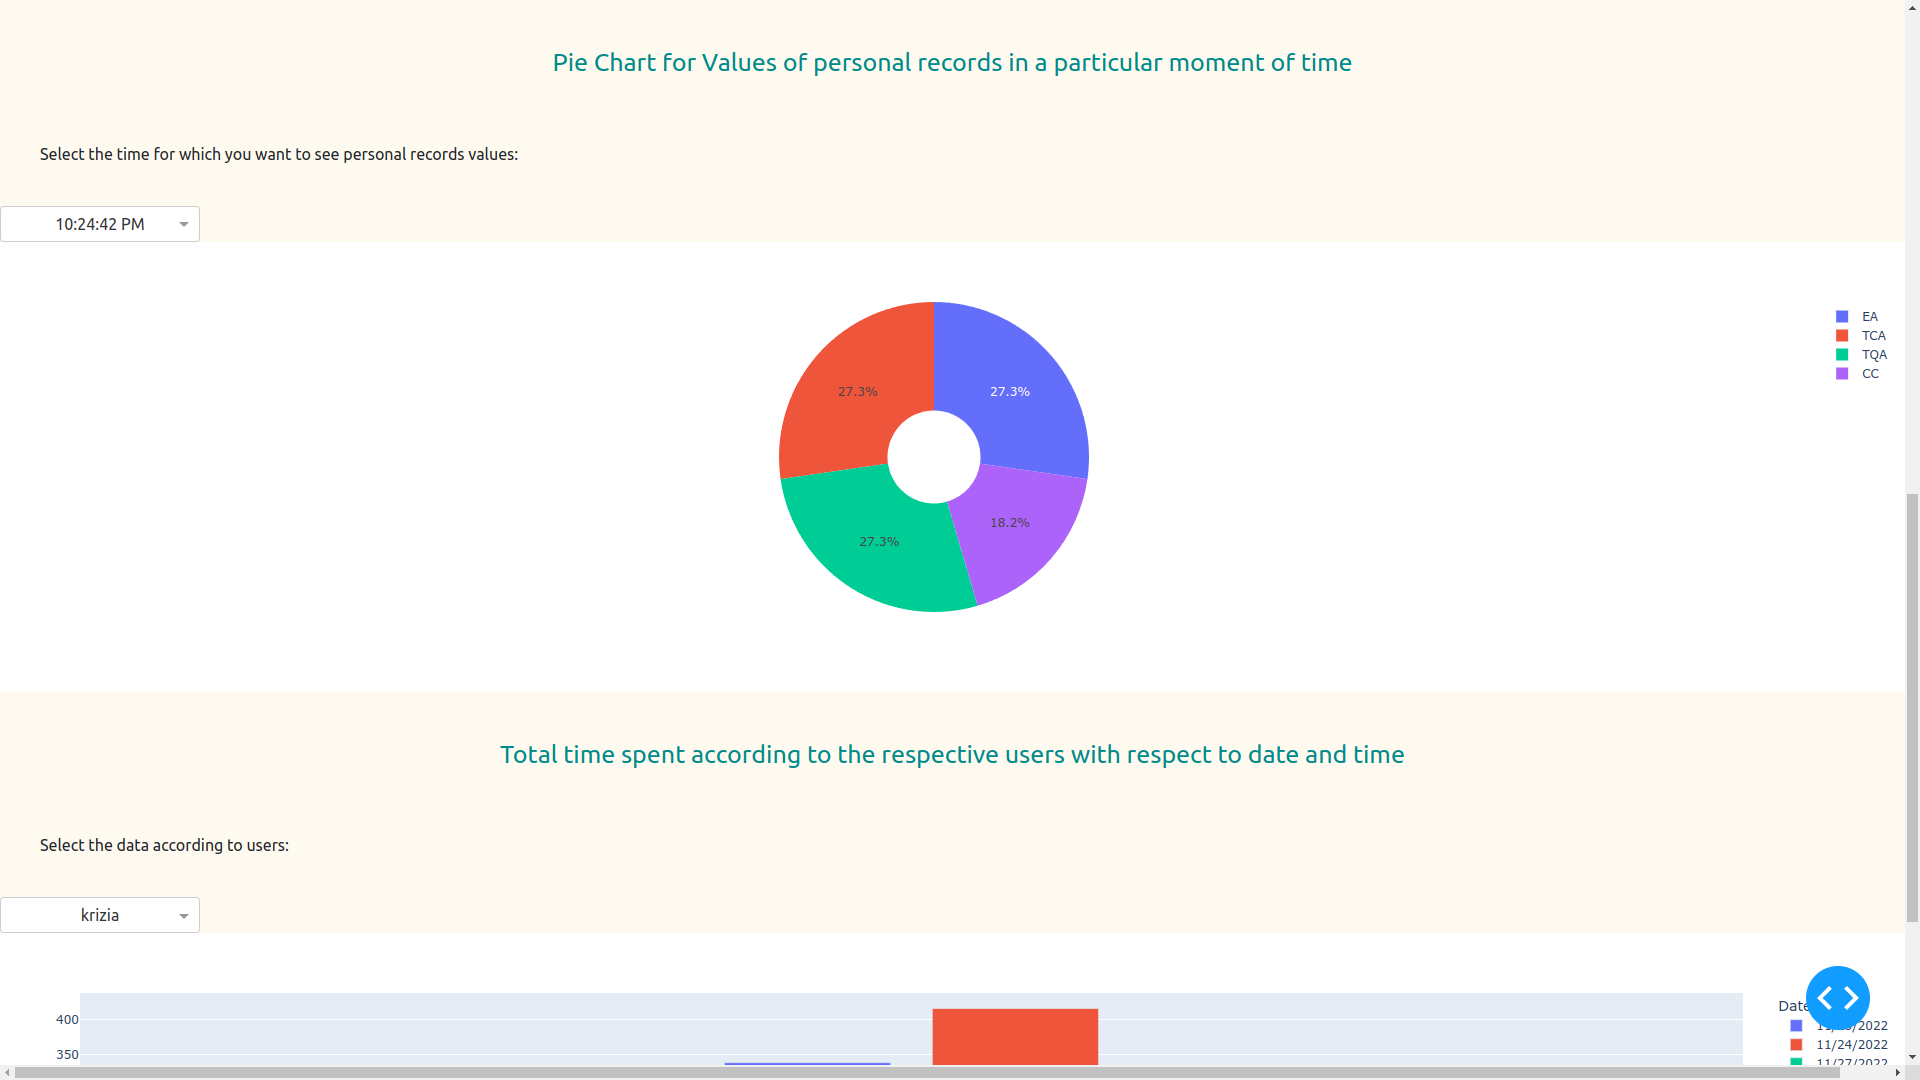 Pie Chart for Values of personal records in a particular moment of time
Select the time for which you want to see personal records values:
10:24:42 PM
EA
TCA
TQA
CC
27.3%
27.3%
18.2%
27.3%
Total time spent according to the respective users with respect to date and time
Select the data according to users:
krizia
400
350
Date
11/24/2022
11/27/2022